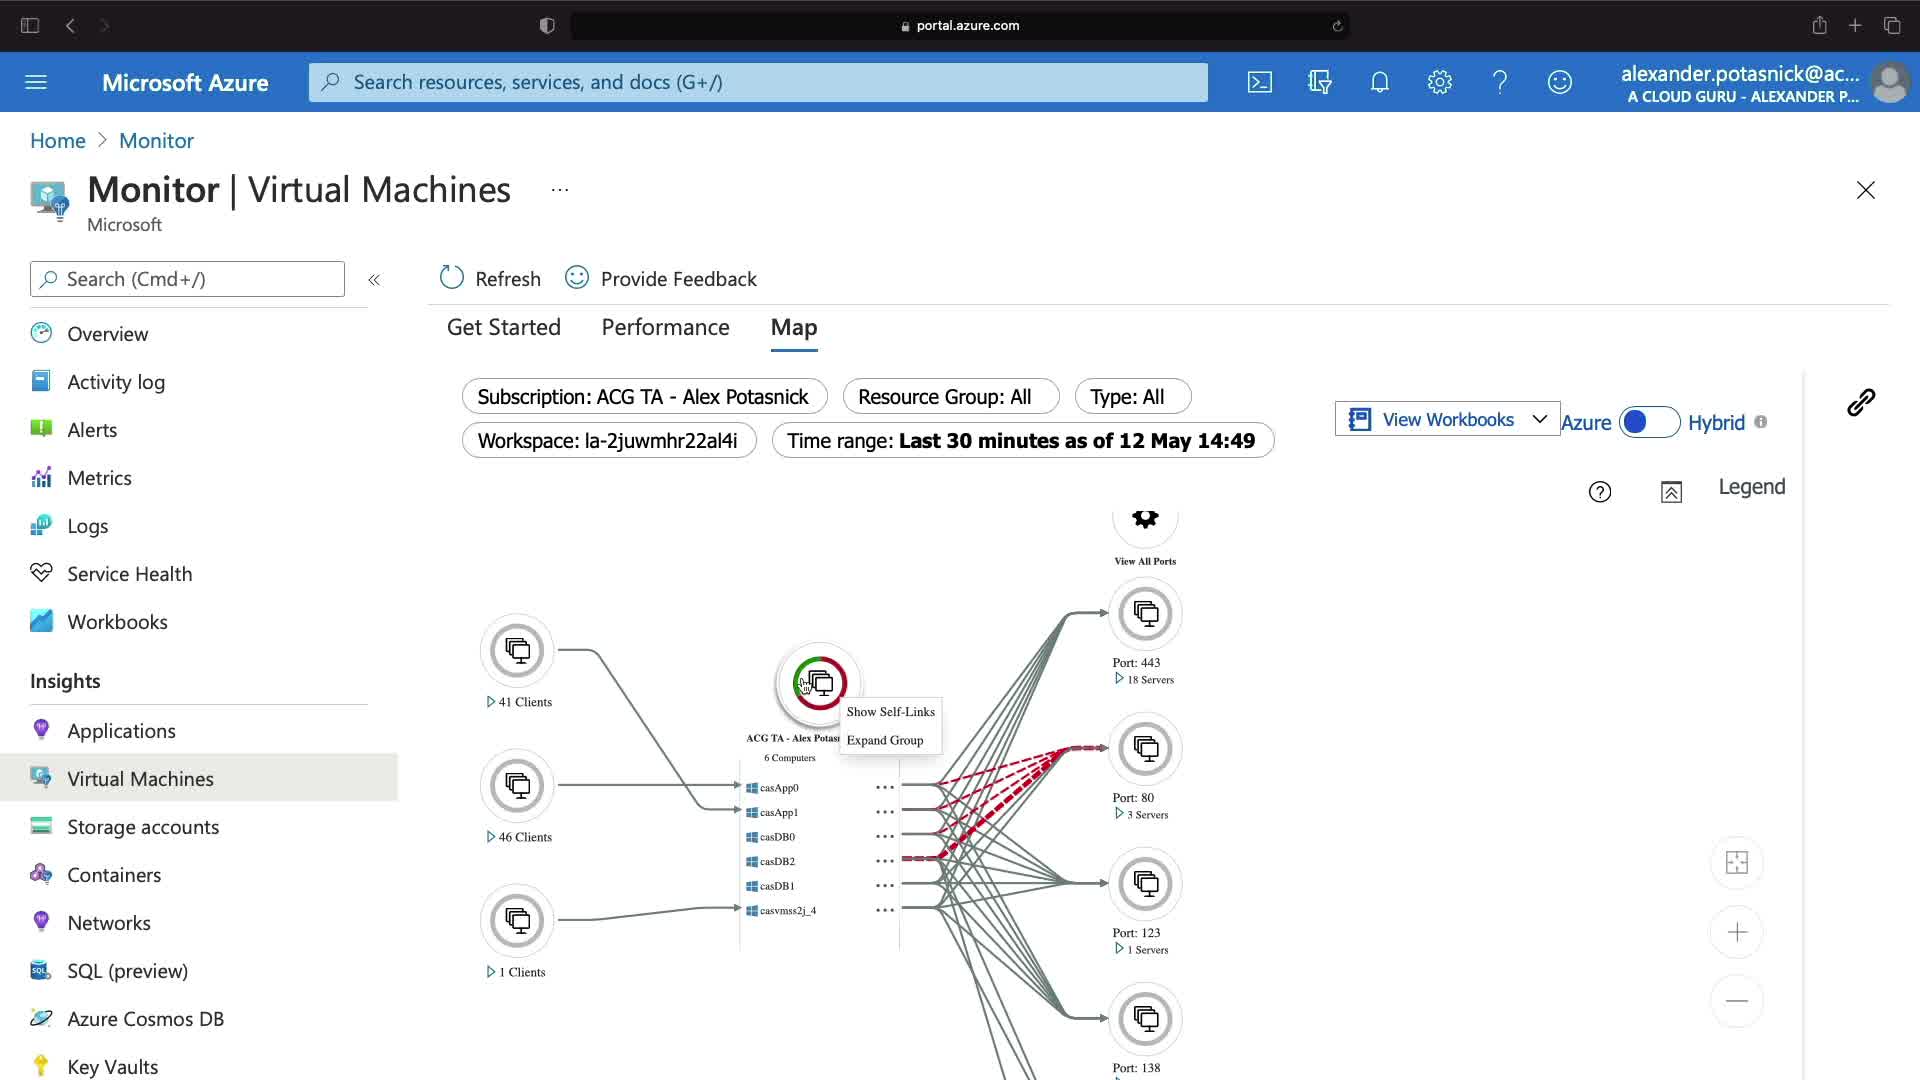 portal.azure.com
Microsoft Azure
Search resources, services, and docs (G+/)
alexander.potasnick@ac...
A CLOUD GURU - ALEXANDER P...
Home > Monitor
Monitor | Virtual Machines ...
Microsoft
Search (Cmd+/)
«
Refresh
Provide Feedback
Get Started
Performance
Map
Overview
Activity log
Alerts
Metrics
Logs
Service Health
Workbooks
Insights
Applications
Virtual Machines
Storage accounts
Containers
Networks
SQL (preview)
Azure Cosmos DB
Key Vaults
Subscription: ACG TA - Alex Potasnick
Resource Group: All
Type: All
Workspace: la-2juwmhr22al4i
Time range: Last 30 minutes as of 12 May 14:49
View Workbooks
Azure
Hybrid
Legend
View All Ports
41 Clients
46 Clients
1 Clients
Show Self-Links
Expand Group
ACG TA - Alex Potasn
6 Computers
casApp0
casApp1
casDB0
casDB2
casDB1
casvmss2j_4
Port: 443
18 Servers
Port: 80
3 Servers
Port: 123
1 Servers
Port: 138